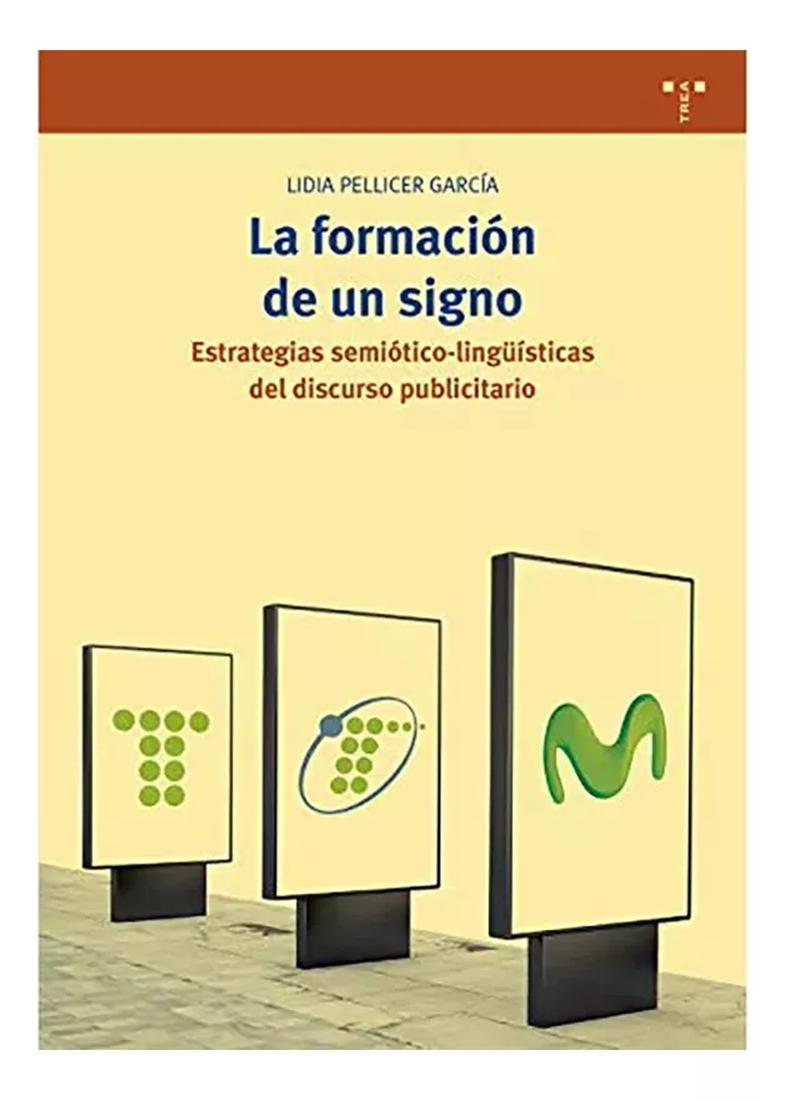 TREA
LIDIA PELLICER GARCÍA
La formación
de un signo
Estrategias semiótico-lingüísticas
del discurso publicitario